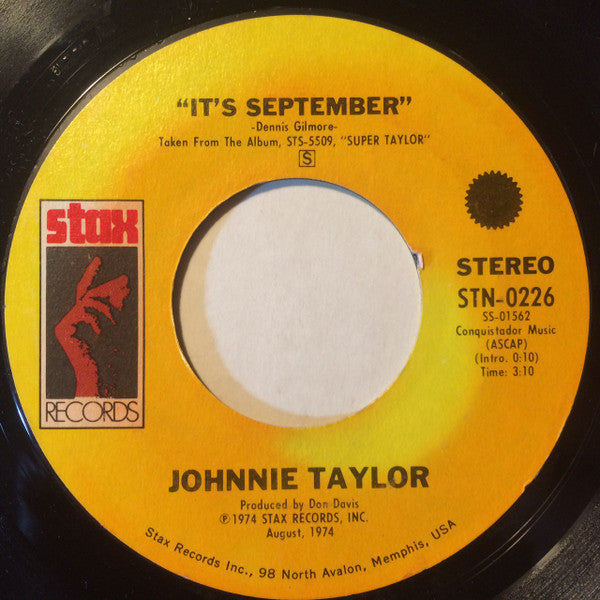 "IT'S SEPTEMBER"
-Dennis Gilmore-
Taken From The Album, STS-5509, "SUPER TAYLOR"
S
stax
RECORDS
STEREO
STN-0226
SS-01562
Conquistador Music
(ASCAP)
(Intro. 0:10)
Time: 3:10
JOHNNIE TAYLOR
Produced by Don Davis
℗ 1974 STAX RECORDS, INC.
August, 1974
Stax Records Inc., 98 North Avalon, Memphis, USA